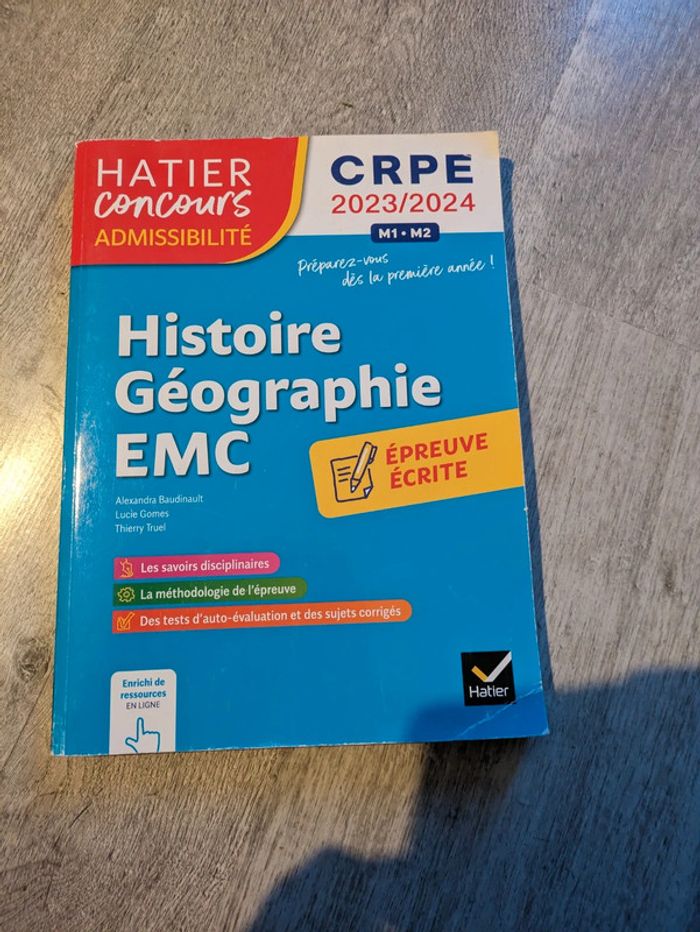 HATIER
concours
ADMISSIBILITÉ
CRPE
2023/2024
M1 • M2
Préparez-vous
dès la première année !
Histoire
Géographie
EMC
ÉPREUVE
ÉCRITE
Alexandra Baudinault
Lucie Gomes
Thierry Truel
Les savoirs disciplinaires
La méthodologie de l'épreuve
Des tests d'auto-évaluation et des sujets corrigés
Enrichi de
ressources
EN LIGNE
Hatier